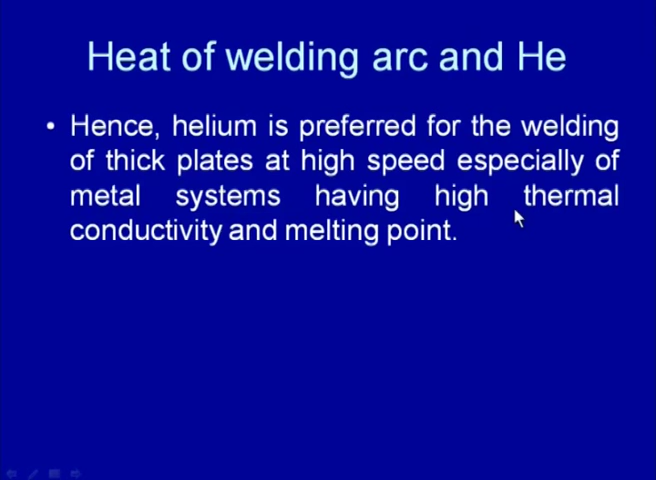 Heat of welding arc and He
• Hence, helium is preferred for the welding
of thick plates at high speed especially of
metal systems having high thermal
conductivity and melting point.